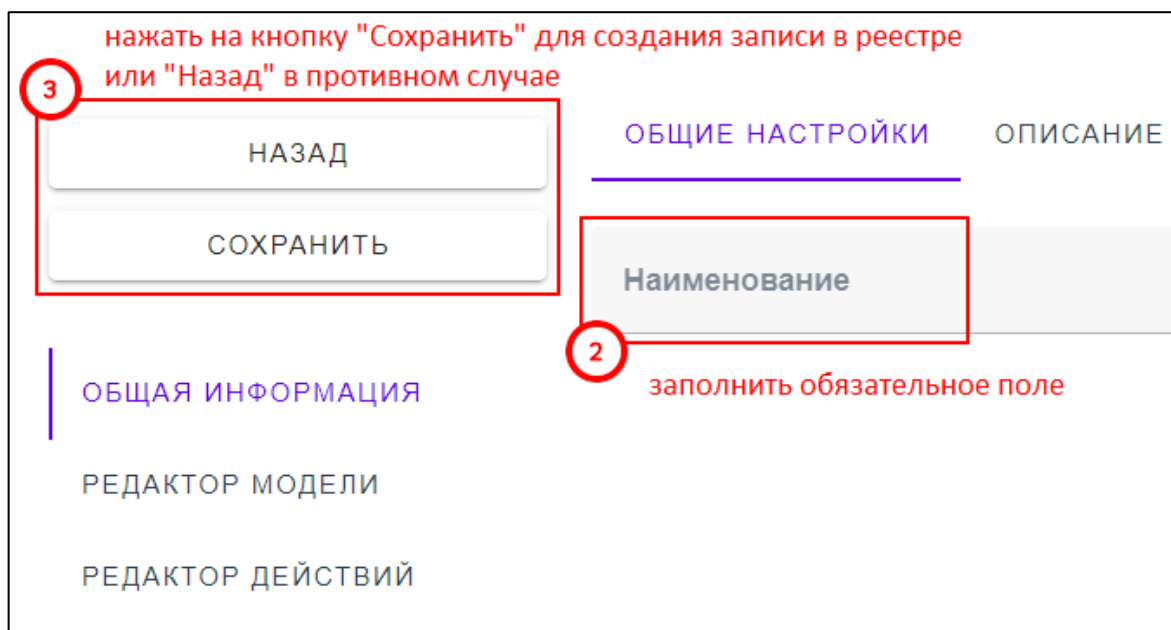 нажать на кнопку "Сохранить" для создания записи в реестре
или "Назад" в противном случае
3
НАЗАД
СОХРАНИТЬ
ОБЩИЕ НАСТРОЙКИ ОПИСАНИЕ
Наименование
2
заполнить обязательное поле
ОБЩАЯ ИНФОРМАЦИЯ
РЕДАКТОР МОДЕЛИ
РЕДАКТОР ДЕЙСТВИЙ